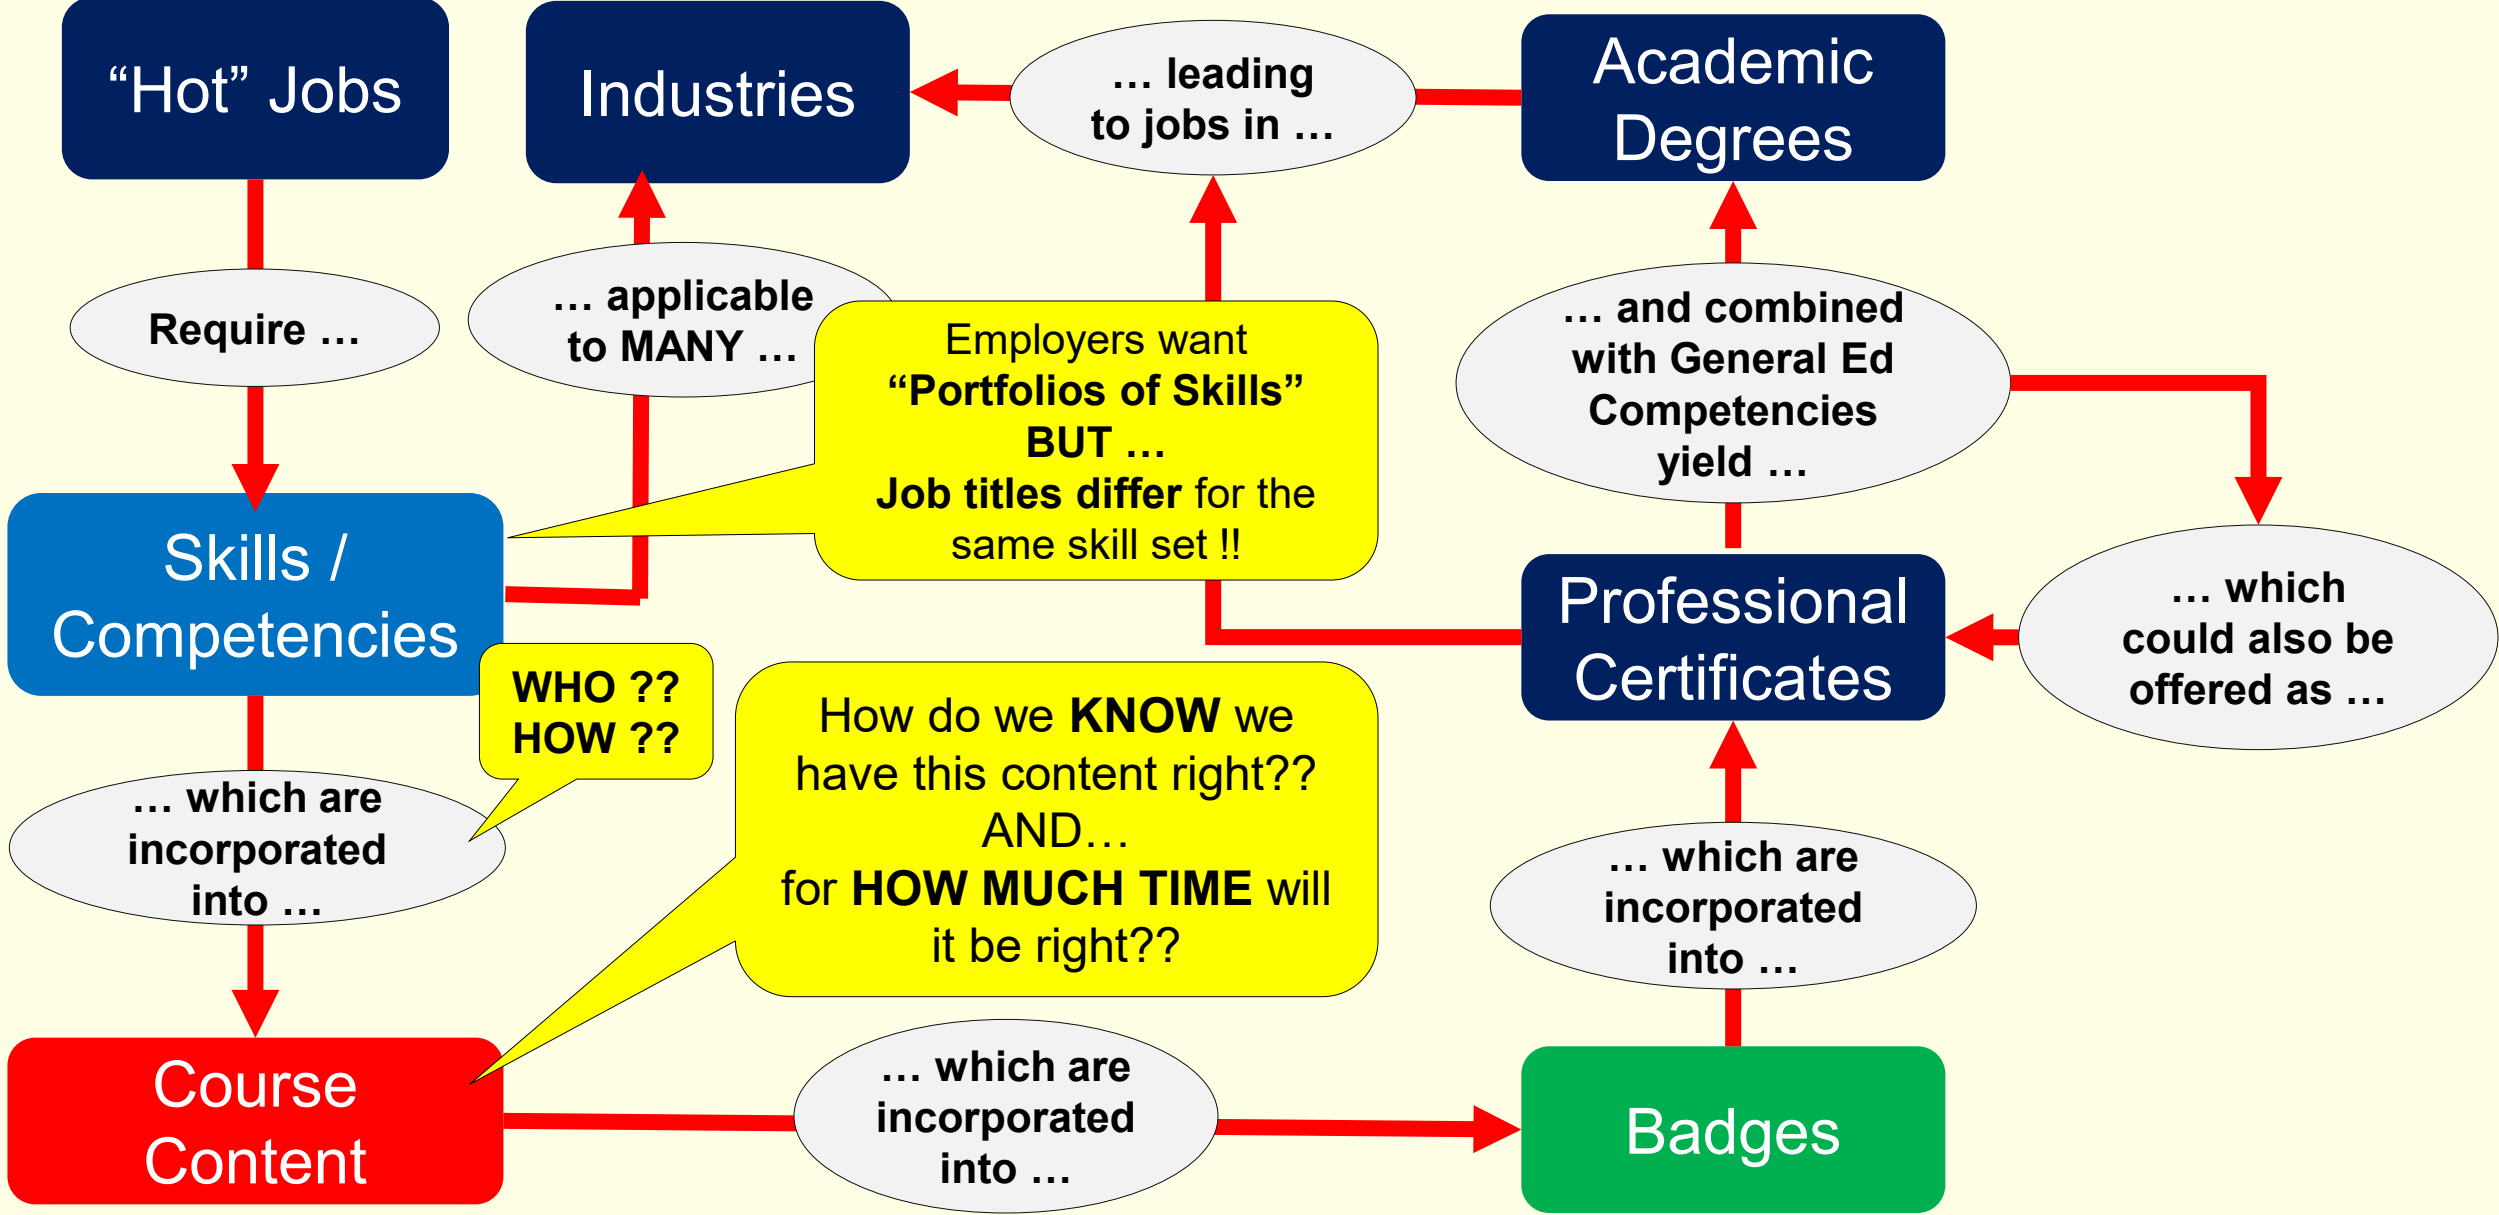 “Hot” Jobs
Industries
… leading
to jobs in …
Academic
Degrees
Require …
… applicable
to MANY …
Employers want
“Portfolios of Skills”
BUT …
Job titles differ for the
same skill set !!
… and combined
with General Ed
Competencies
yield …
Skills /
Competencies
Professional
Certificates
… which
could also be
offered as …
WHO ??
HOW ??
How do we KNOW we
have this content right??
AND…
for HOW MUCH TIME will
it be right??
… which are
incorporated
into …
… which are
incorporated
into …
Course
Content
… which are
incorporated
into …
Badges